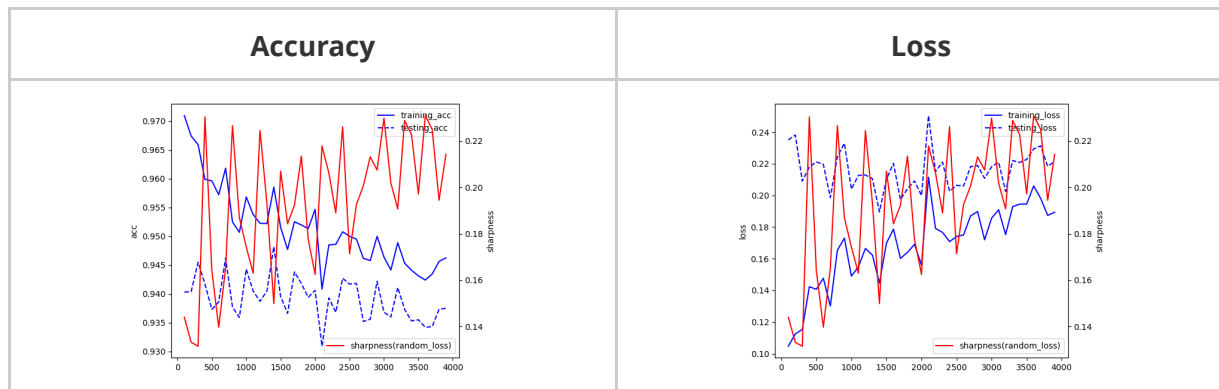 Accuracy
Loss
training_acc
testing_acc
sharpness(random_loss)
acc
sharpness
0.970
0.965
0.960
0.955
0.950
0.945
0.940
0.935
0.930
0.22
0.20
0.18
0.16
0.14
0 500 1000 1500 2000 2500 3000 3500 4000
training_loss
testing_loss
sharpness(random_loss)
loss
sharpness
0.24
0.22
0.20
0.18
0.16
0.14
0.12
0.10
0.22
0.20
0.18
0.16
0.14
0 500 1000 1500 2000 2500 3000 3500 4000